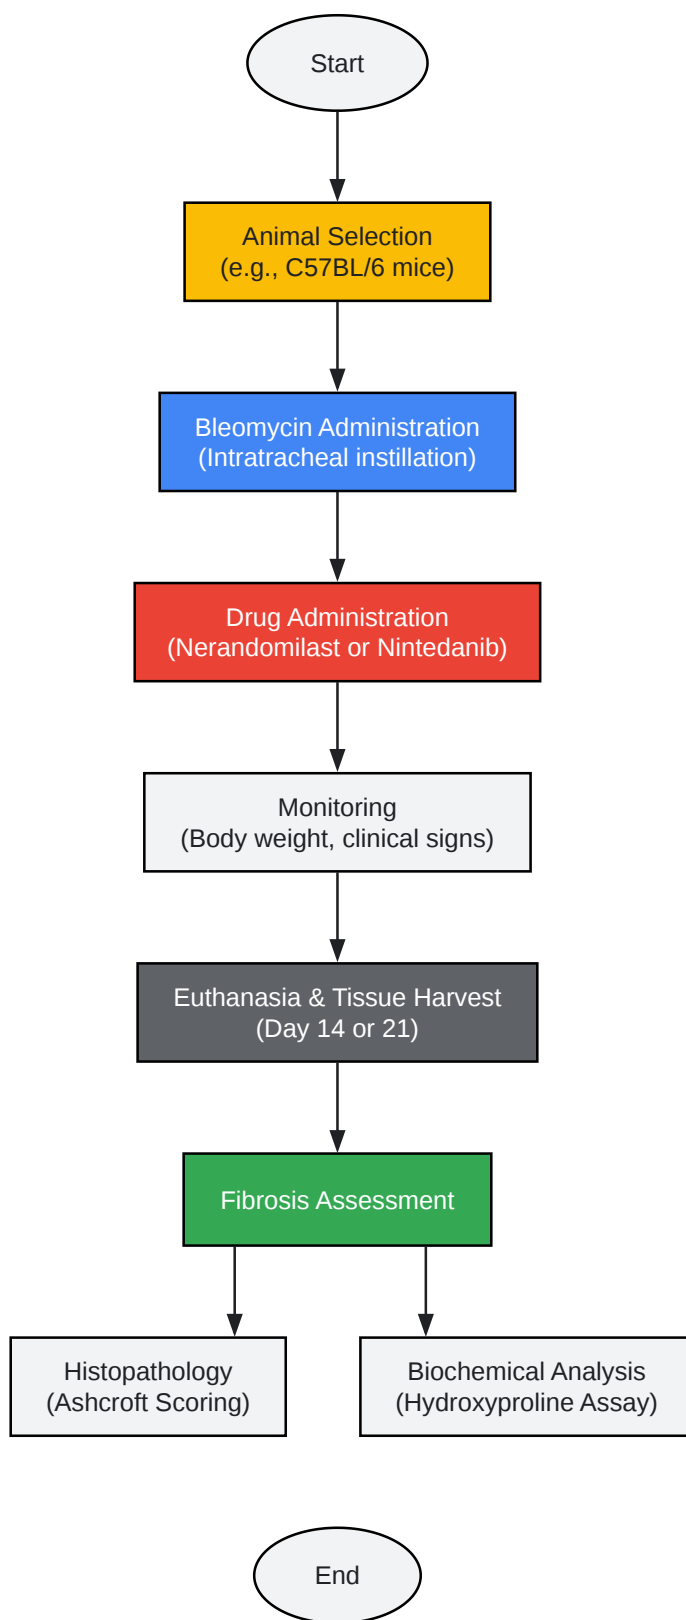 Start
Animal Selection
(e.g., C57BL/6 mice)
Bleomycin Administration
(Intratracheal instillation)
Drug Administration
(Nerandomilast or Nintedanib)
Monitoring
(Body weight, clinical signs)
Euthanasia & Tissue Harvest
(Day 14 or 21)
Fibrosis Assessment
Histopathology
(Ashcroft Scoring)
Biochemical Analysis
(Hydroxyproline Assay)
End